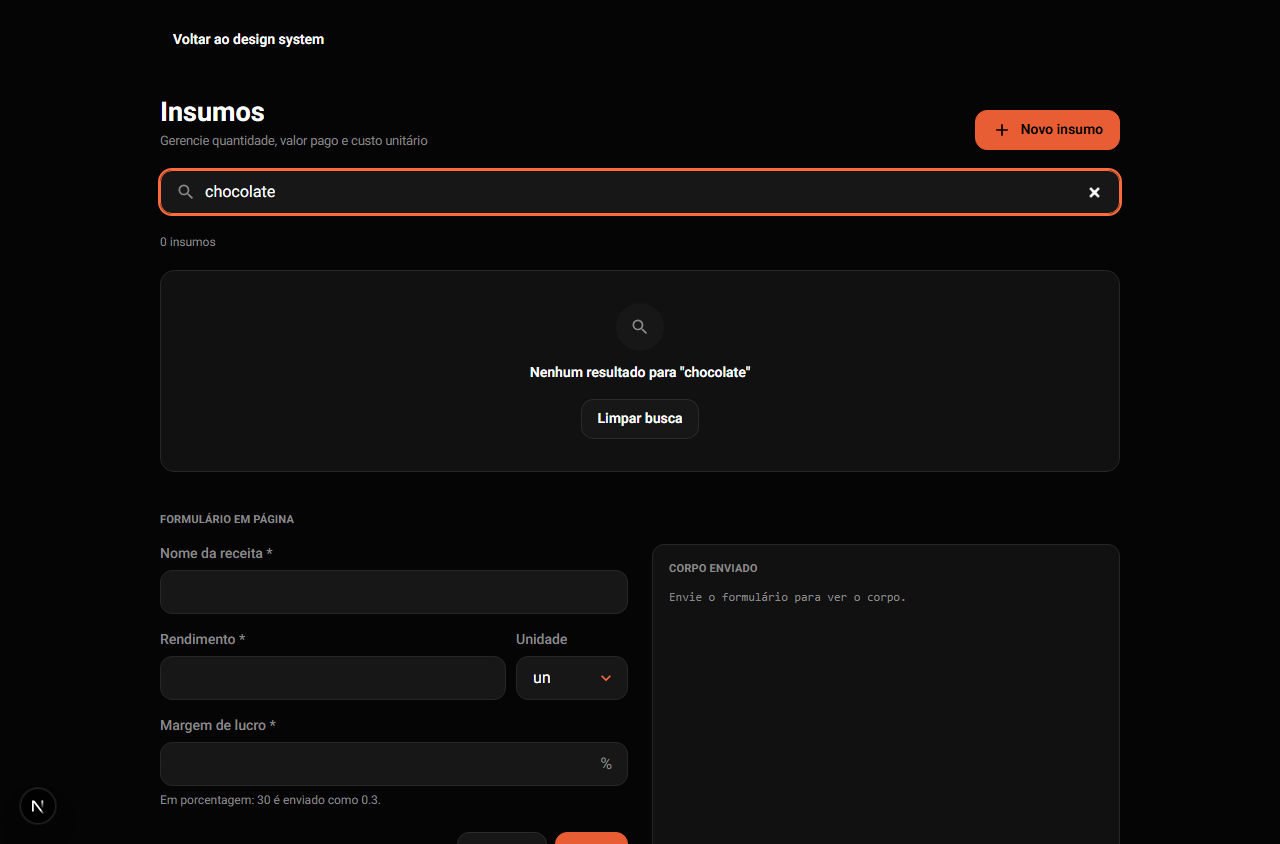 Voltar ao design system
Insumos
Gerencie quantidade, valor pago e custo unitário
+ Novo insumo
chocolate
0 insumos
Nenhum resultado para "chocolate"
Limpar busca
FORMULÁRIO EM PÁGINA
Nome da receita *
CORPO ENVIADO
Envie o formulário para ver o corpo.
Rendimento *
Unidade
un
Margem de lucro *
%
Em porcentagem: 30 é enviado como 0.3.
N